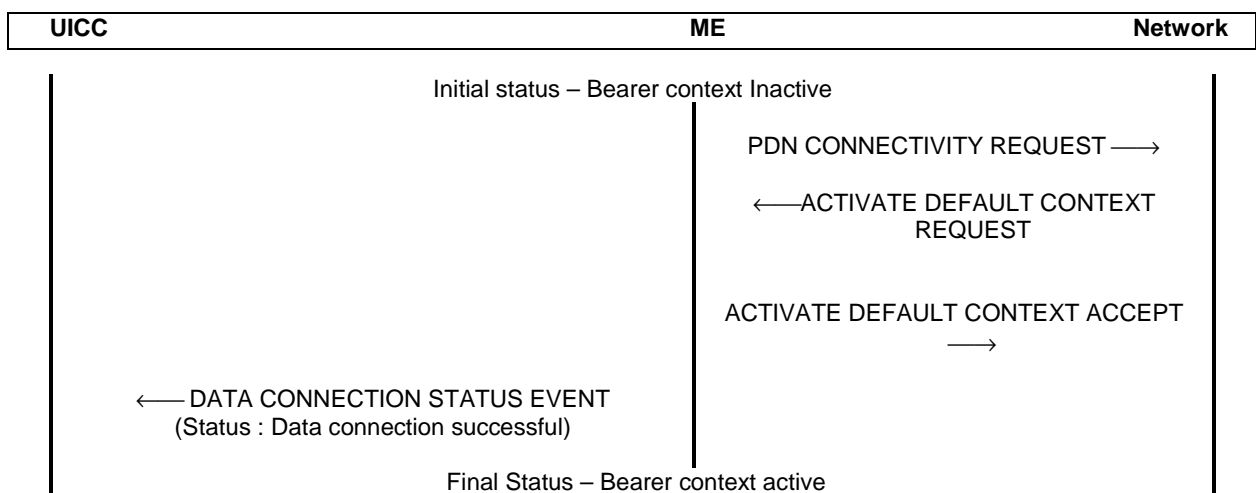 UICC ME Network
Initial status – Bearer context Inactive
PDN CONNECTIVITY REQUEST ⟶
⟵ACTIVATE DEFAULT CONTEXT
REQUEST
ACTIVATE DEFAULT CONTEXT ACCEPT
⟶
⟵ DATA CONNECTION STATUS EVENT
(Status : Data connection successful)
Final Status – Bearer context active